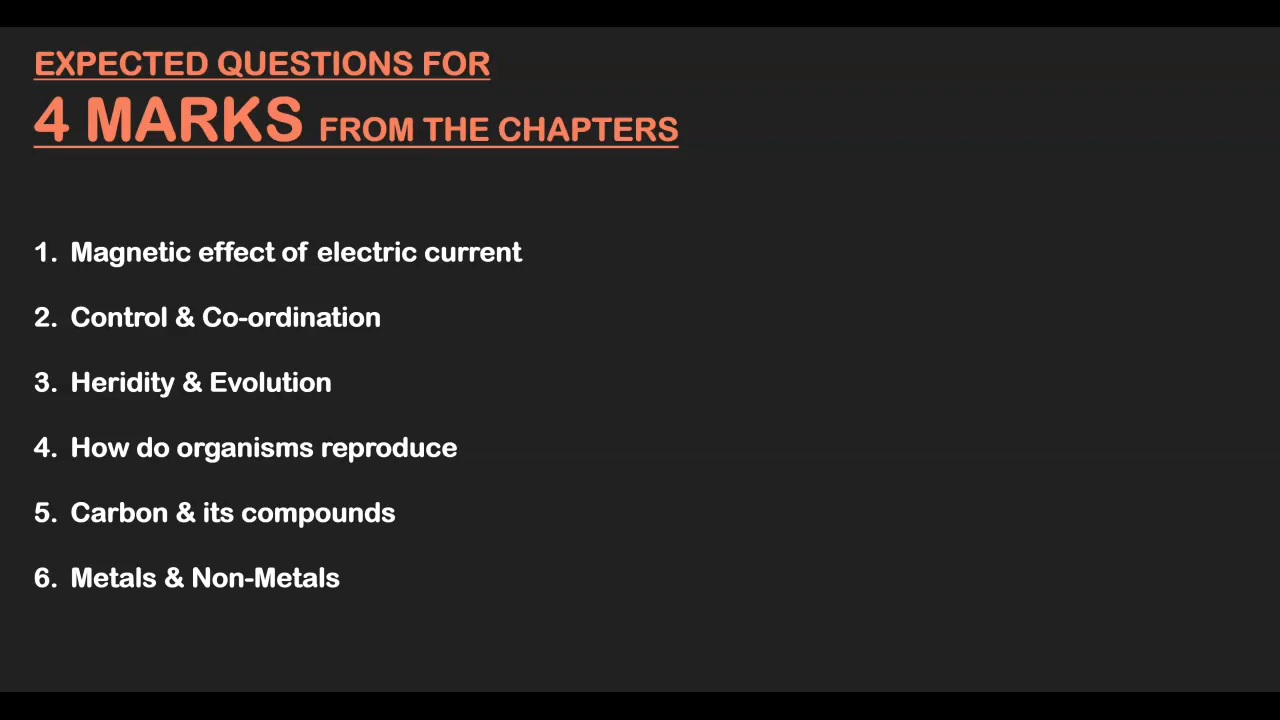 EXPECTED QUESTIONS FOR
4 MARKS FROM THE CHAPTERS
1. Magnetic effect of electric current
2. Control & Co-ordination
3. Heridity & Evolution
4. How do organisms reproduce
5. Carbon & its compounds
6. Metals & Non-Metals